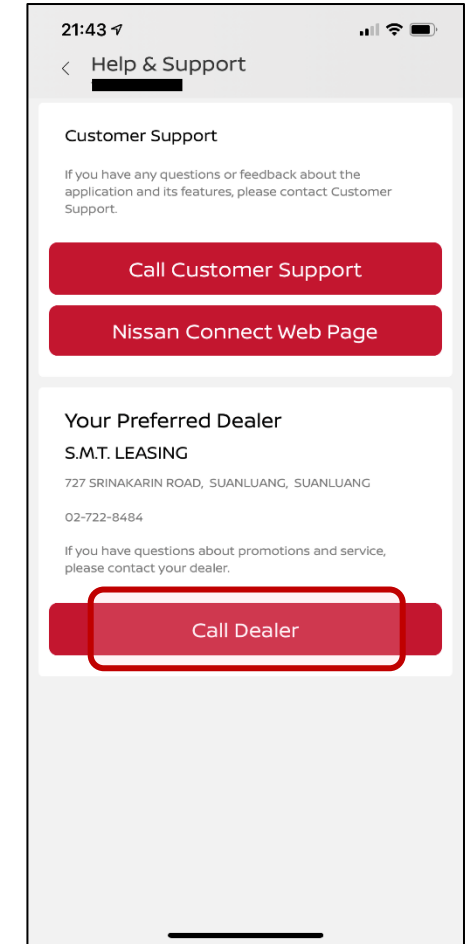 21:43
Help & Support
Customer Support
If you have any questions or feedback about the
application and its features, please contact Customer
Support.
Call Customer Support
Nissan Connect Web Page
Your Preferred Dealer
S.M.T. LEASING
727 SRINAKARIN ROAD, SUANLUANG, SUANLUANG
02-722-8484
If you have questions about promotions and service,
please contact your dealer.
Call Dealer